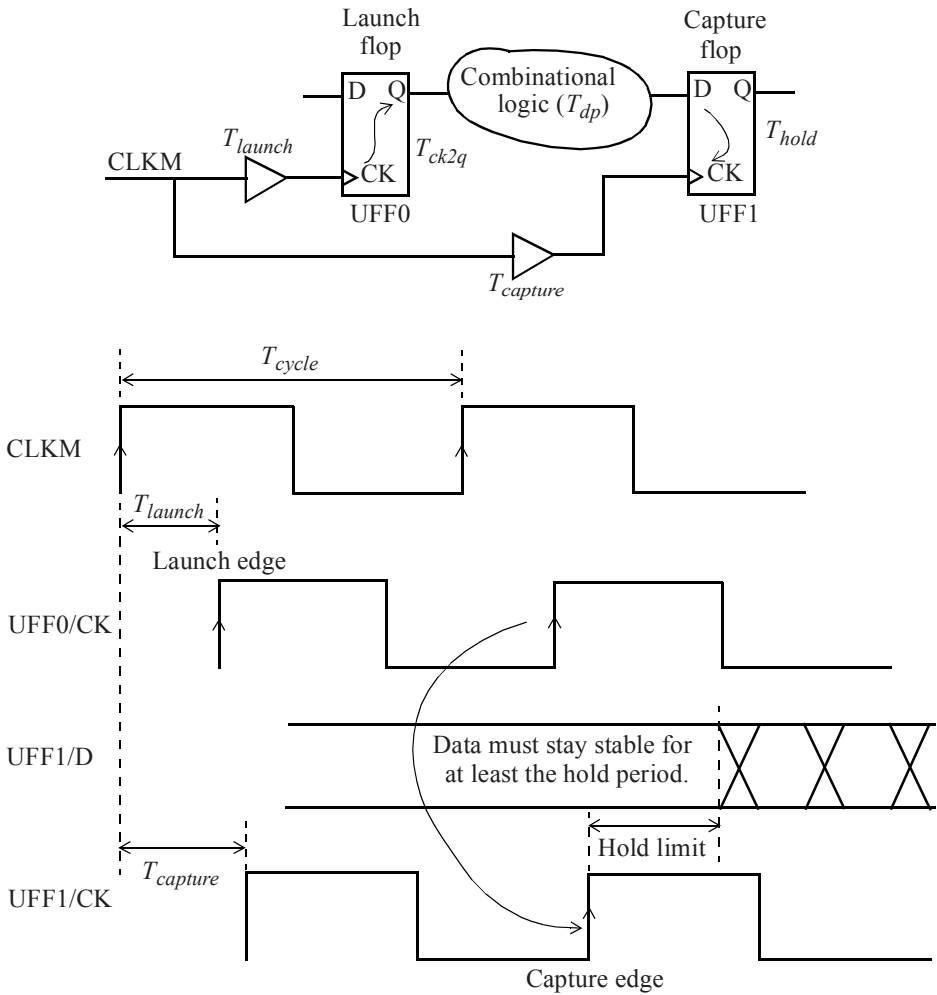 Launch
flop
Capture
flop
D Q
Combinational
logic (T_dp)
D Q
T_launch
T_ck2q
T_hold
CLKM
CK
CK
UFF0
UFF1
T_capture
T_cycle
CLKM
T_launch
Launch edge
UFF0/CK
UFF1/D
Data must stay stable for
at least the hold period.
Hold limit
T_capture
UFF1/CK
Capture edge